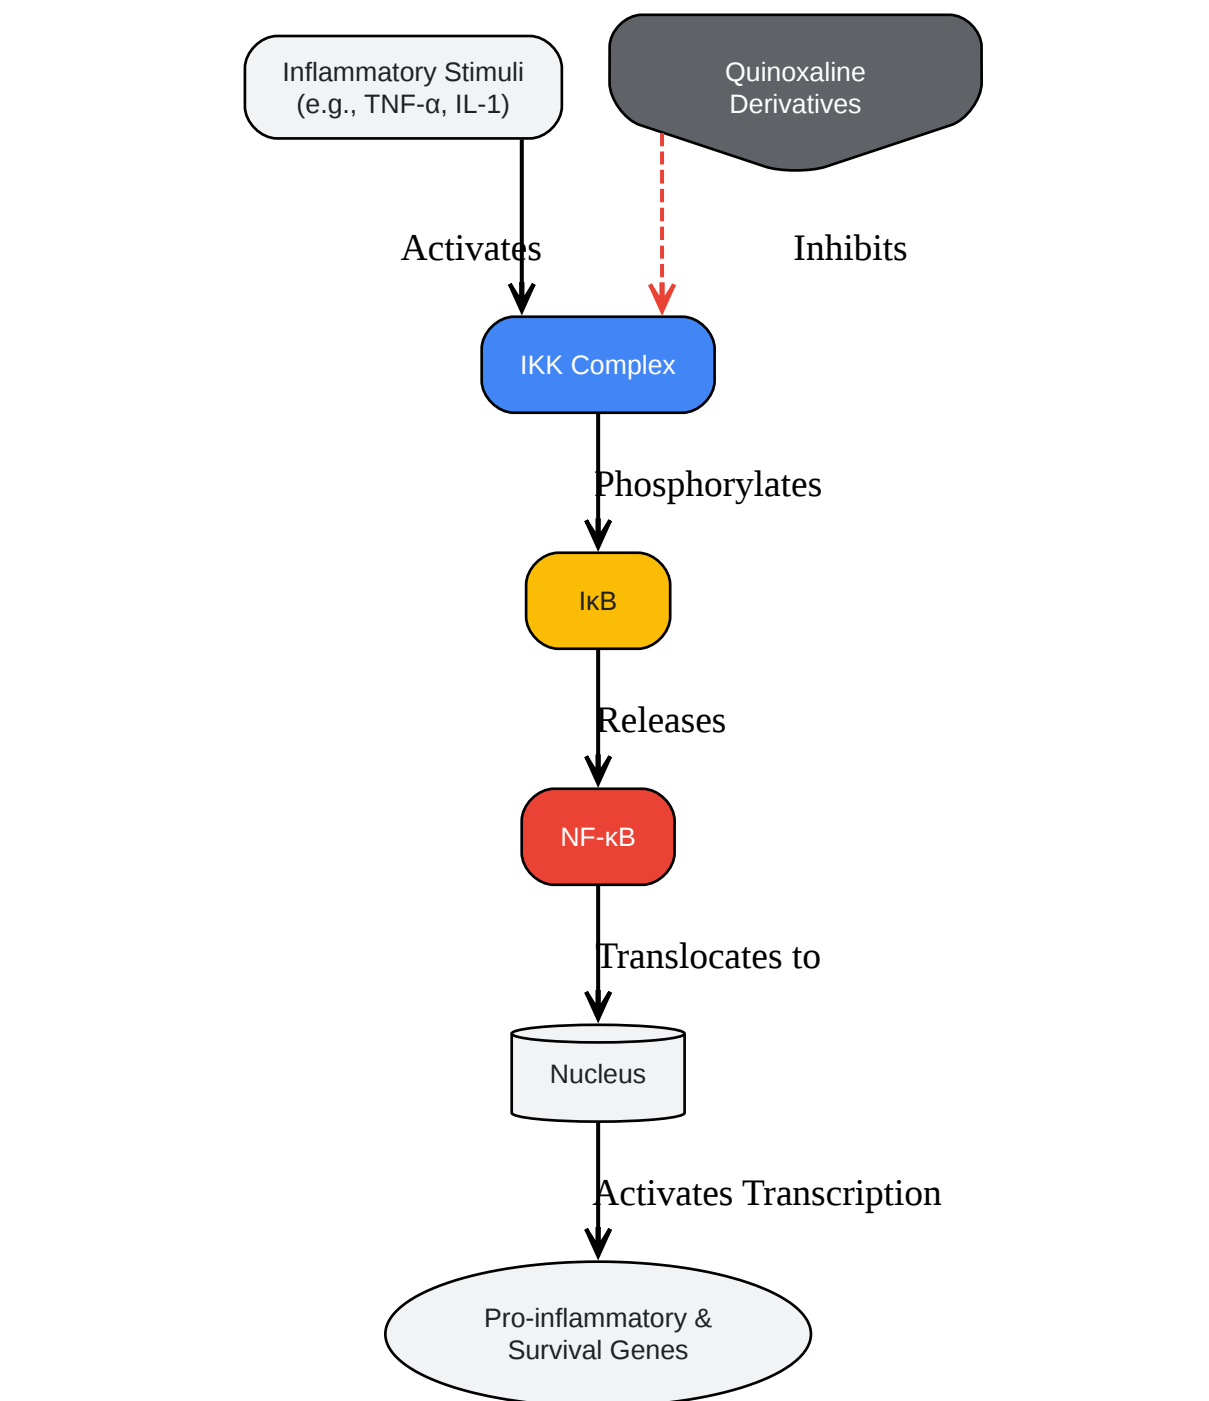 Inflammatory Stimuli
(e.g., TNF-α, IL-1)
Quinoxaline
Derivatives
Activates
Inhibits
IKK Complex
Phosphorylates
IκB
Releases
NF-κB
Translocates to
Nucleus
Activates Transcription
Pro-inflammatory &
Survival Genes